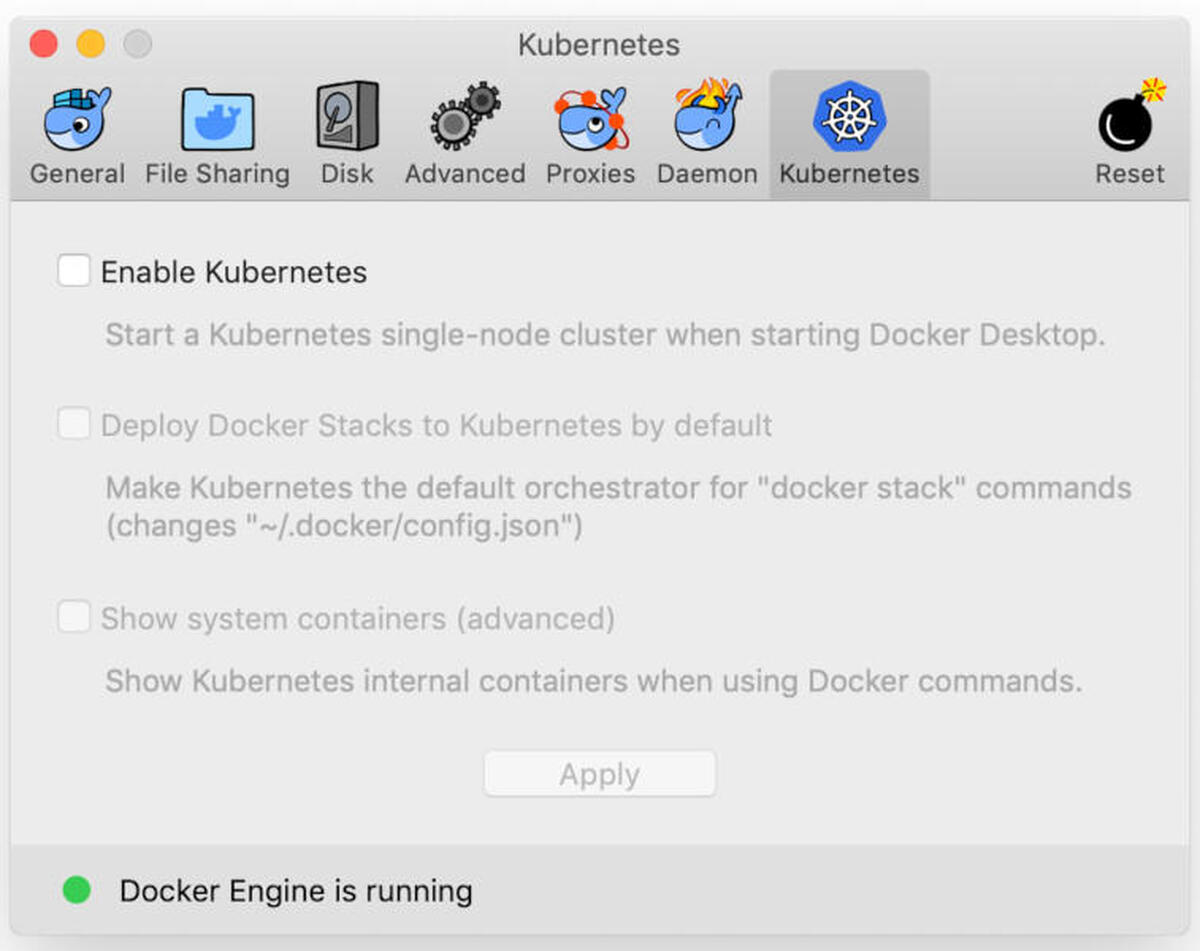 Kubernetes
General
File Sharing
Disk
Advanced
Proxies
Daemon
Kubernetes
Reset
Enable Kubernetes
Start a Kubernetes single-node cluster when starting Docker Desktop.
Deploy Docker Stacks to Kubernetes by default
Make Kubernetes the default orchestrator for "docker stack" commands
(changes "~/.docker/config.json")
Show system containers (advanced)
Show Kubernetes internal containers when using Docker commands.
Apply
Docker Engine is running